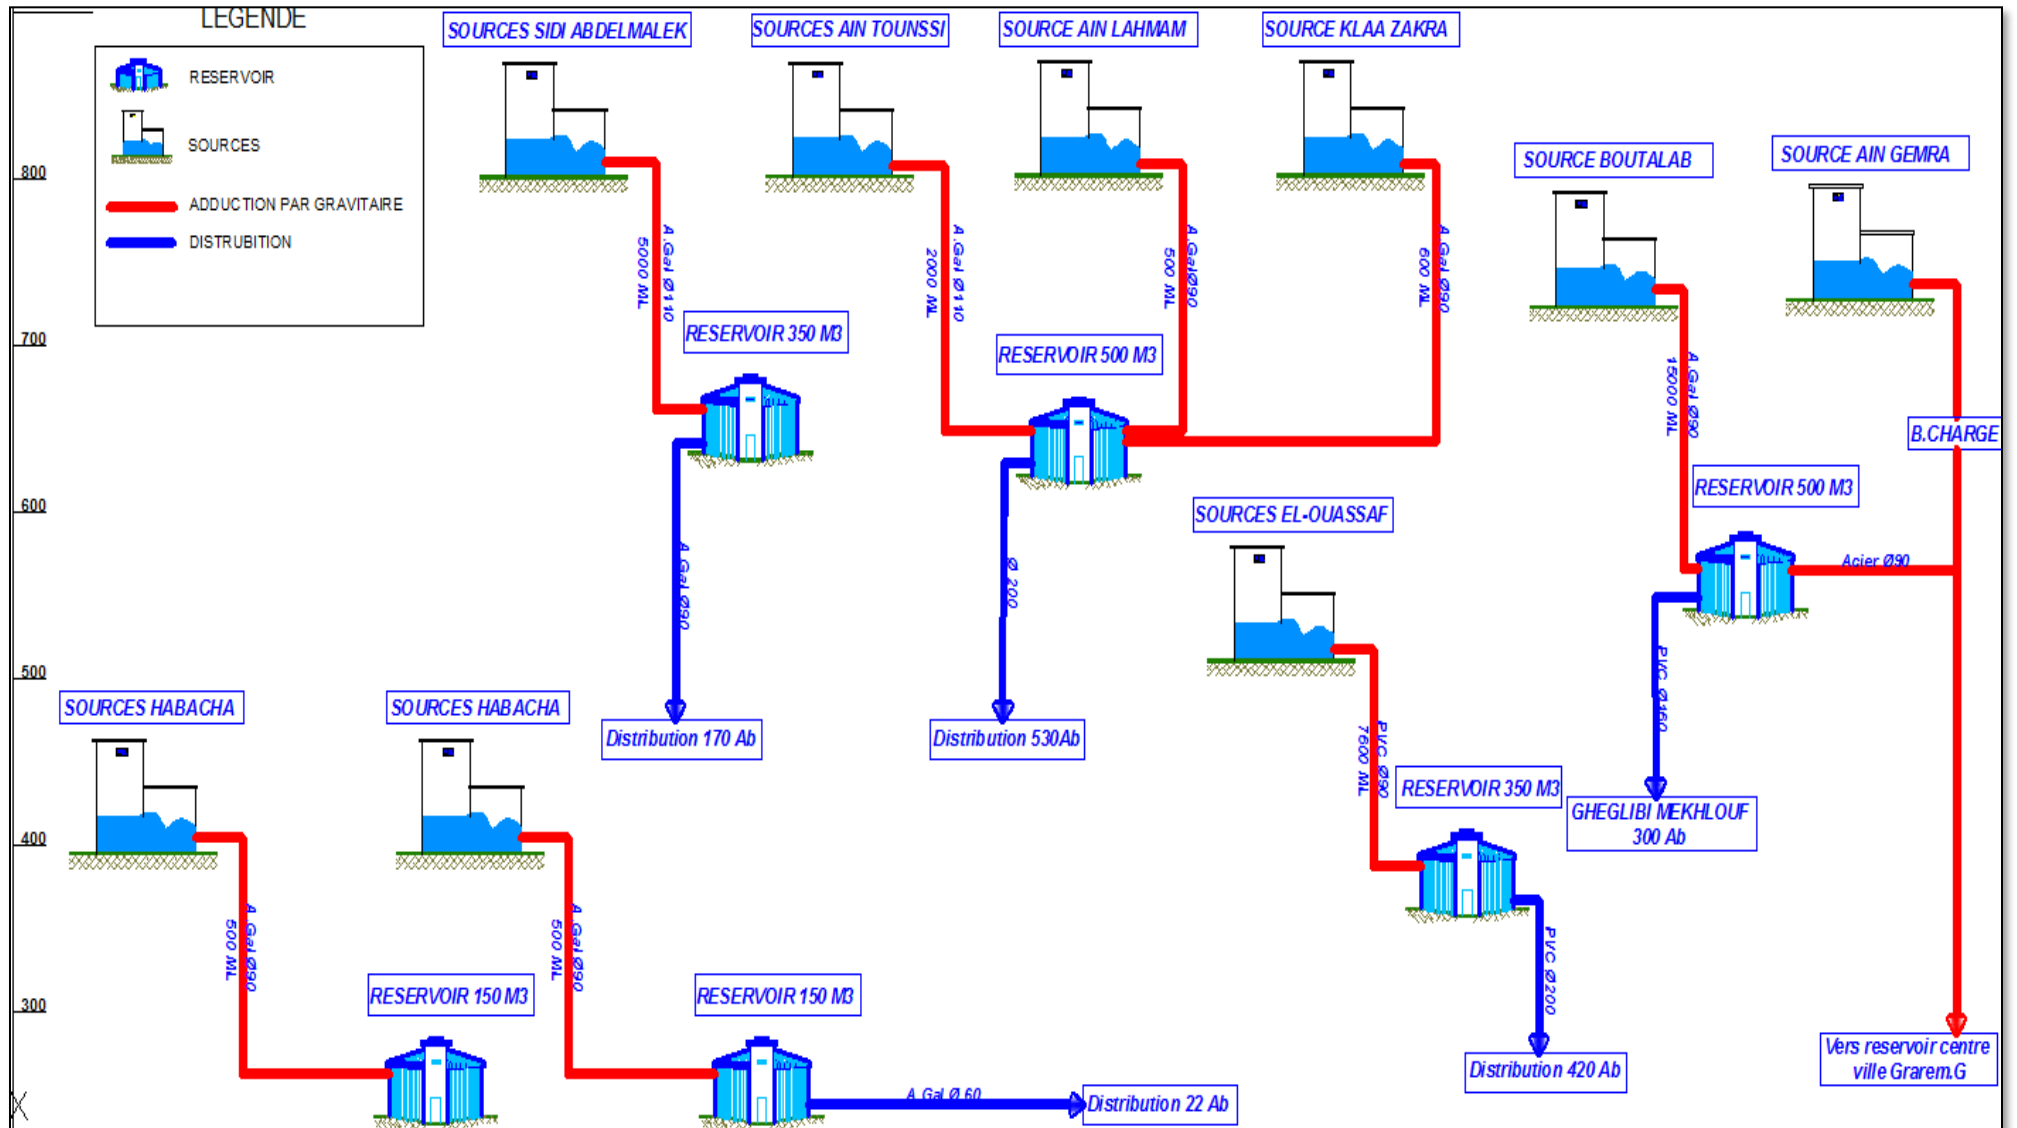 LEGENDE
RESERVOIR
SOURCES
ADDUCTION PAR GRAVITAIRE
DISTRUBITION
800
700
600
500
400
300
SOURCES SIDI ABDELMALEK
A.Gal Ø110
5000 ML
RESERVOIR 350 M3
A.Gal Ø90
Distribution 170 Ab
SOURCES AIN TOUNSSI
A.Gal Ø110
2000 ML
SOURCE AIN LAHMAM
A.GalØ90
500 ML
SOURCE KLAA ZAKRA
A.Gal Ø90
600 ML
RESERVOIR 500 M3
Ø 200
Distribution 530Ab
SOURCE BOUTALAB
A.Gal Ø90
15000 ML
SOURCE AIN GEMRA
B.CHARGE
RESERVOIR 500 M3
Acier Ø90
PVC Ø160
GHEGLIBI MEKHLOUF
300 Ab
Vers reservoir centre
ville Grarem.G
SOURCES EL-OUASSAF
PVC Ø90
7600 ML
RESERVOIR 350 M3
PVC Ø200
Distribution 420 Ab
SOURCES HABACHA
A.Gal Ø90
500 ML
RESERVOIR 150 M3
SOURCES HABACHA
A.Gal Ø90
500 ML
RESERVOIR 150 M3
A.Gal Ø 60
Distribution 22 Ab